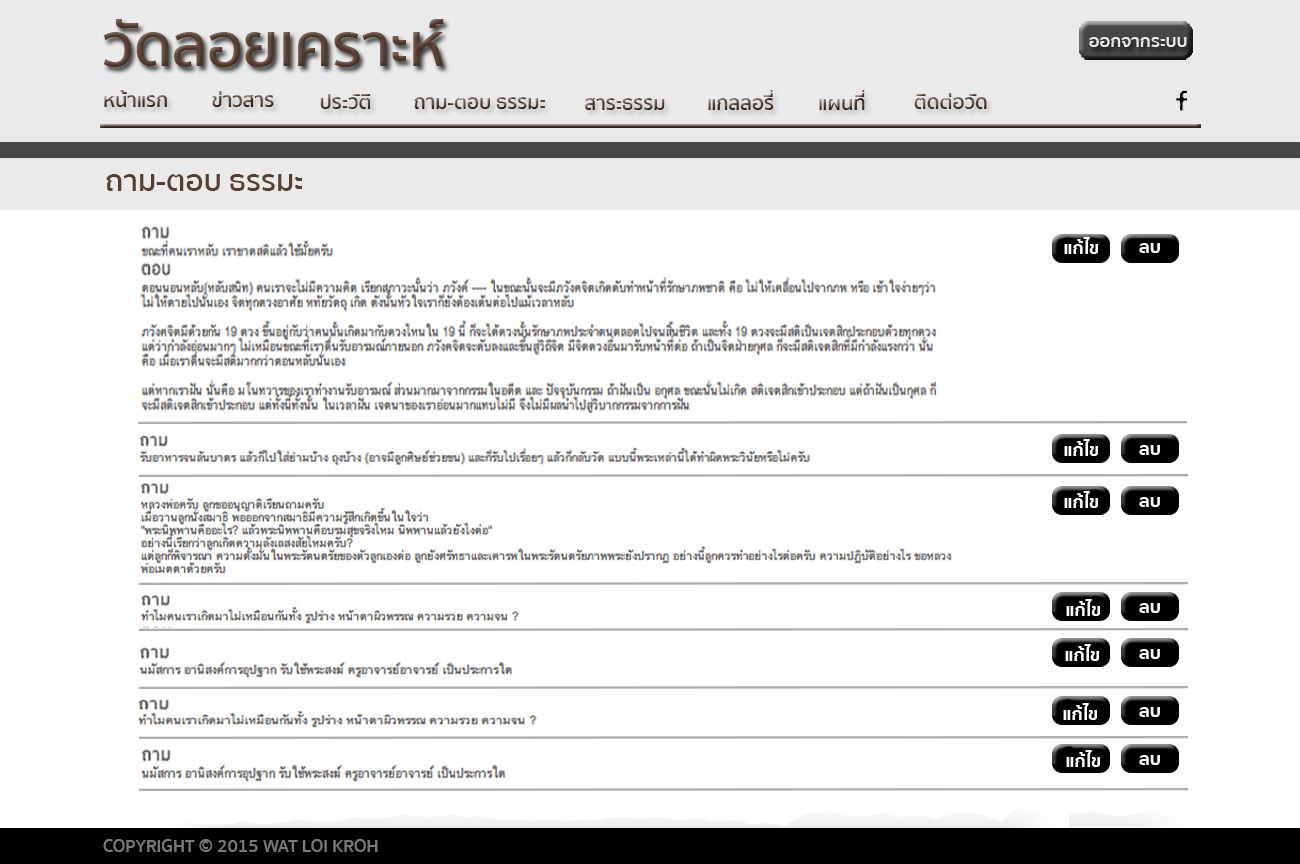 วัดลอยเคราะห์
ออกจากระบบ
หน้าแรก ข่าวสาร ประวัติ ถาม-ตอบ ธรรมะ สาระธรรม แกลลอรี่ แผนที่ ติดต่อวัด f
ถาม-ตอบ ธรรมะ
ถาม
ขณะที่คนเราหลับ เราขาดสติแล้วใช่มั้ยครับ
แก้ไข ลบ
ตอบ
ตอนนอนหลับ(หลับสนิท) คนเราจะไม่มีความคิด เรียกสภาวะนั้นว่า ภวังค์ ---- ในขณะนั้นจะมีภวังคจิตเกิดดับทำหน้าที่รักษาภพชาติ คือ ไม่ให้เคลื่อนไปจากภพ หรือ เข้าใจง่ายๆว่า
ไม่ให้ตายไปนั่นเอง จิตทุกดวงอาศัย หทัยวัตถุ เกิด ดังนั้นหัวใจเราก็ยังต้องเต้นต่อไปแม้เวลาหลับ
ภวังคจิตมีด้วยกัน 19 ดวง ขึ้นอยู่กับว่าคนนั้นเกิดมากับดวงไหนใน 19 นี้ ก็จะได้ดวงนั้นรักษาภพประจำตนตลอดไปจนสิ้นชีวิต และทั้ง 19 ดวงจะมีสติเป็นเจตสิกประกอบด้วยทุกดวง
แต่ว่ากำลังอ่อนมากๆ ไม่เหมือนขณะที่เราตื่นรับอารมณ์ภายนอก ภวังคจิตจะดับลงและขึ้นสู่วิถีจิต มีจิตดวงอื่นมารับหน้าที่ต่อ ถ้าเป็นจิตฝ่ายกุศล ก็จะมีสติเจตสิกที่มีกำลังแรงกว่า นั่น
คือ เมื่อเราตื่นจะมีสติมากกว่าตอนหลับนั่นเอง
แต่หากเราฝัน นั่นคือ มโนทวารของเราทำงานรับอารมณ์ ส่วนมากมาจากกรรมในอดีต และ ปัจจุบันกรรม ถ้าฝันเป็น อกุศล ขณะนั้นไม่เกิด สติเจตสิกเข้าประกอบ แต่ถ้าฝันเป็นกุศล ก็
จะมีสติเจตสิกเข้าประกอบ แต่ทั้งนี้ทั้งนั้น ในเวลาฝัน เจตนาของเราอ่อนมากแทบไม่มี จึงไม่มีผลนำไปสู่วิบากกรรมจากการฝัน
ถาม
รับอาหารจนล้นบาตร แล้วก็ไปใส่ย่ามบ้าง ถุงบ้าง (อาจมีลูกศิษย์ช่วยขน) และก็รับไปเรื่อยๆ แล้วก็กลับวัด แบบนี้พระเหล่านี้ได้ทำผิดพระวินัยหรือไม่ครับ
แก้ไข ลบ
ถาม
หลวงพ่อครับ ลูกขออนุญาติเรียนถามครับ
แก้ไข ลบ
เมื่อวานลูกนั่งสมาธิ พอออกจากสมาธิมีความรู้สึกเกิดขึ้นในใจว่า
"พระนิพพานคืออะไร? แล้วพระนิพพานคือบรมสุขจริงไหม นิพพานแล้วยังไงต่อ"
อย่างนี้เรียกว่าลูกเกิดความลังเลสงสัยไหมครับ?
แต่ลูกก็พิจารณา ความตั้งมั่นในพระรัตนตรัยของตัวลูกเองต่อ ลูกยังศรัทธาและเคารพในพระรัตนตรัยภาพพระยังปรากฏ อย่างนี้ลูกควรทำอย่างไรต่อครับ ความปฏิบัติอย่างไร ขอหลวง
พ่อเมตตาด้วยครับ
ถาม
ทำไมคนเราเกิดมาไม่เหมือนกันทั้ง รูปร่าง หน้าตาผิวพรรณ ความรวย ความจน ?
แก้ไข ลบ
ถาม
นมัสการ อานิสงค์การอุปฐาก รับใช้พระสงฆ์ ครูอาจารย์อาจารย์ เป็นประการใด
แก้ไข ลบ
ถาม
ทำไมคนเราเกิดมาไม่เหมือนกันทั้ง รูปร่าง หน้าตาผิวพรรณ ความรวย ความจน ?
แก้ไข ลบ
ถาม
นมัสการ อานิสงค์การอุปฐาก รับใช้พระสงฆ์ ครูอาจารย์อาจารย์ เป็นประการใด
แก้ไข ลบ
COPYRIGHT © 2015 WAT LOI KROH